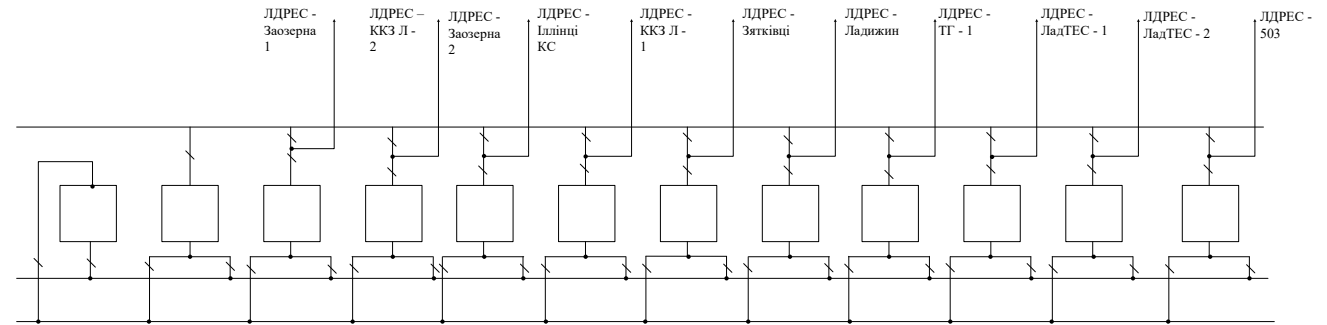 ЛДРЕС -
Заозерна
1
ЛДРЕС –
ККЗ Л -
2
ЛДРЕС -
Заозерна
2
ЛДРЕС -
Іллінці
КС
ЛДРЕС -
ККЗ Л -
1
ЛДРЕС -
Зятківці
ЛДРЕС -
Ладижин
ЛДРЕС -
ТГ - 1
ЛДРЕС -
ЛадТЕС - 1
ЛДРЕС -
ЛадТЕС - 2
ЛДРЕС -
503